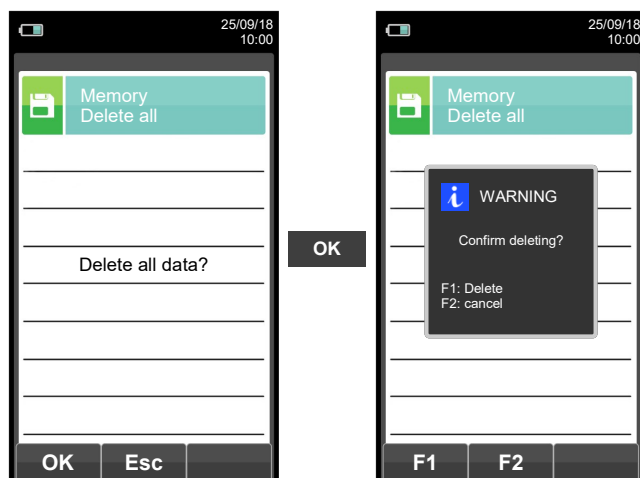 25/09/18
10:00
Memory
Delete all
Delete all data?
OK
Esc
OK
25/09/18
10:00
Memory
Delete all
i WARNING
Confirm deleting?
F1: Delete
F2: cancel
F1
F2